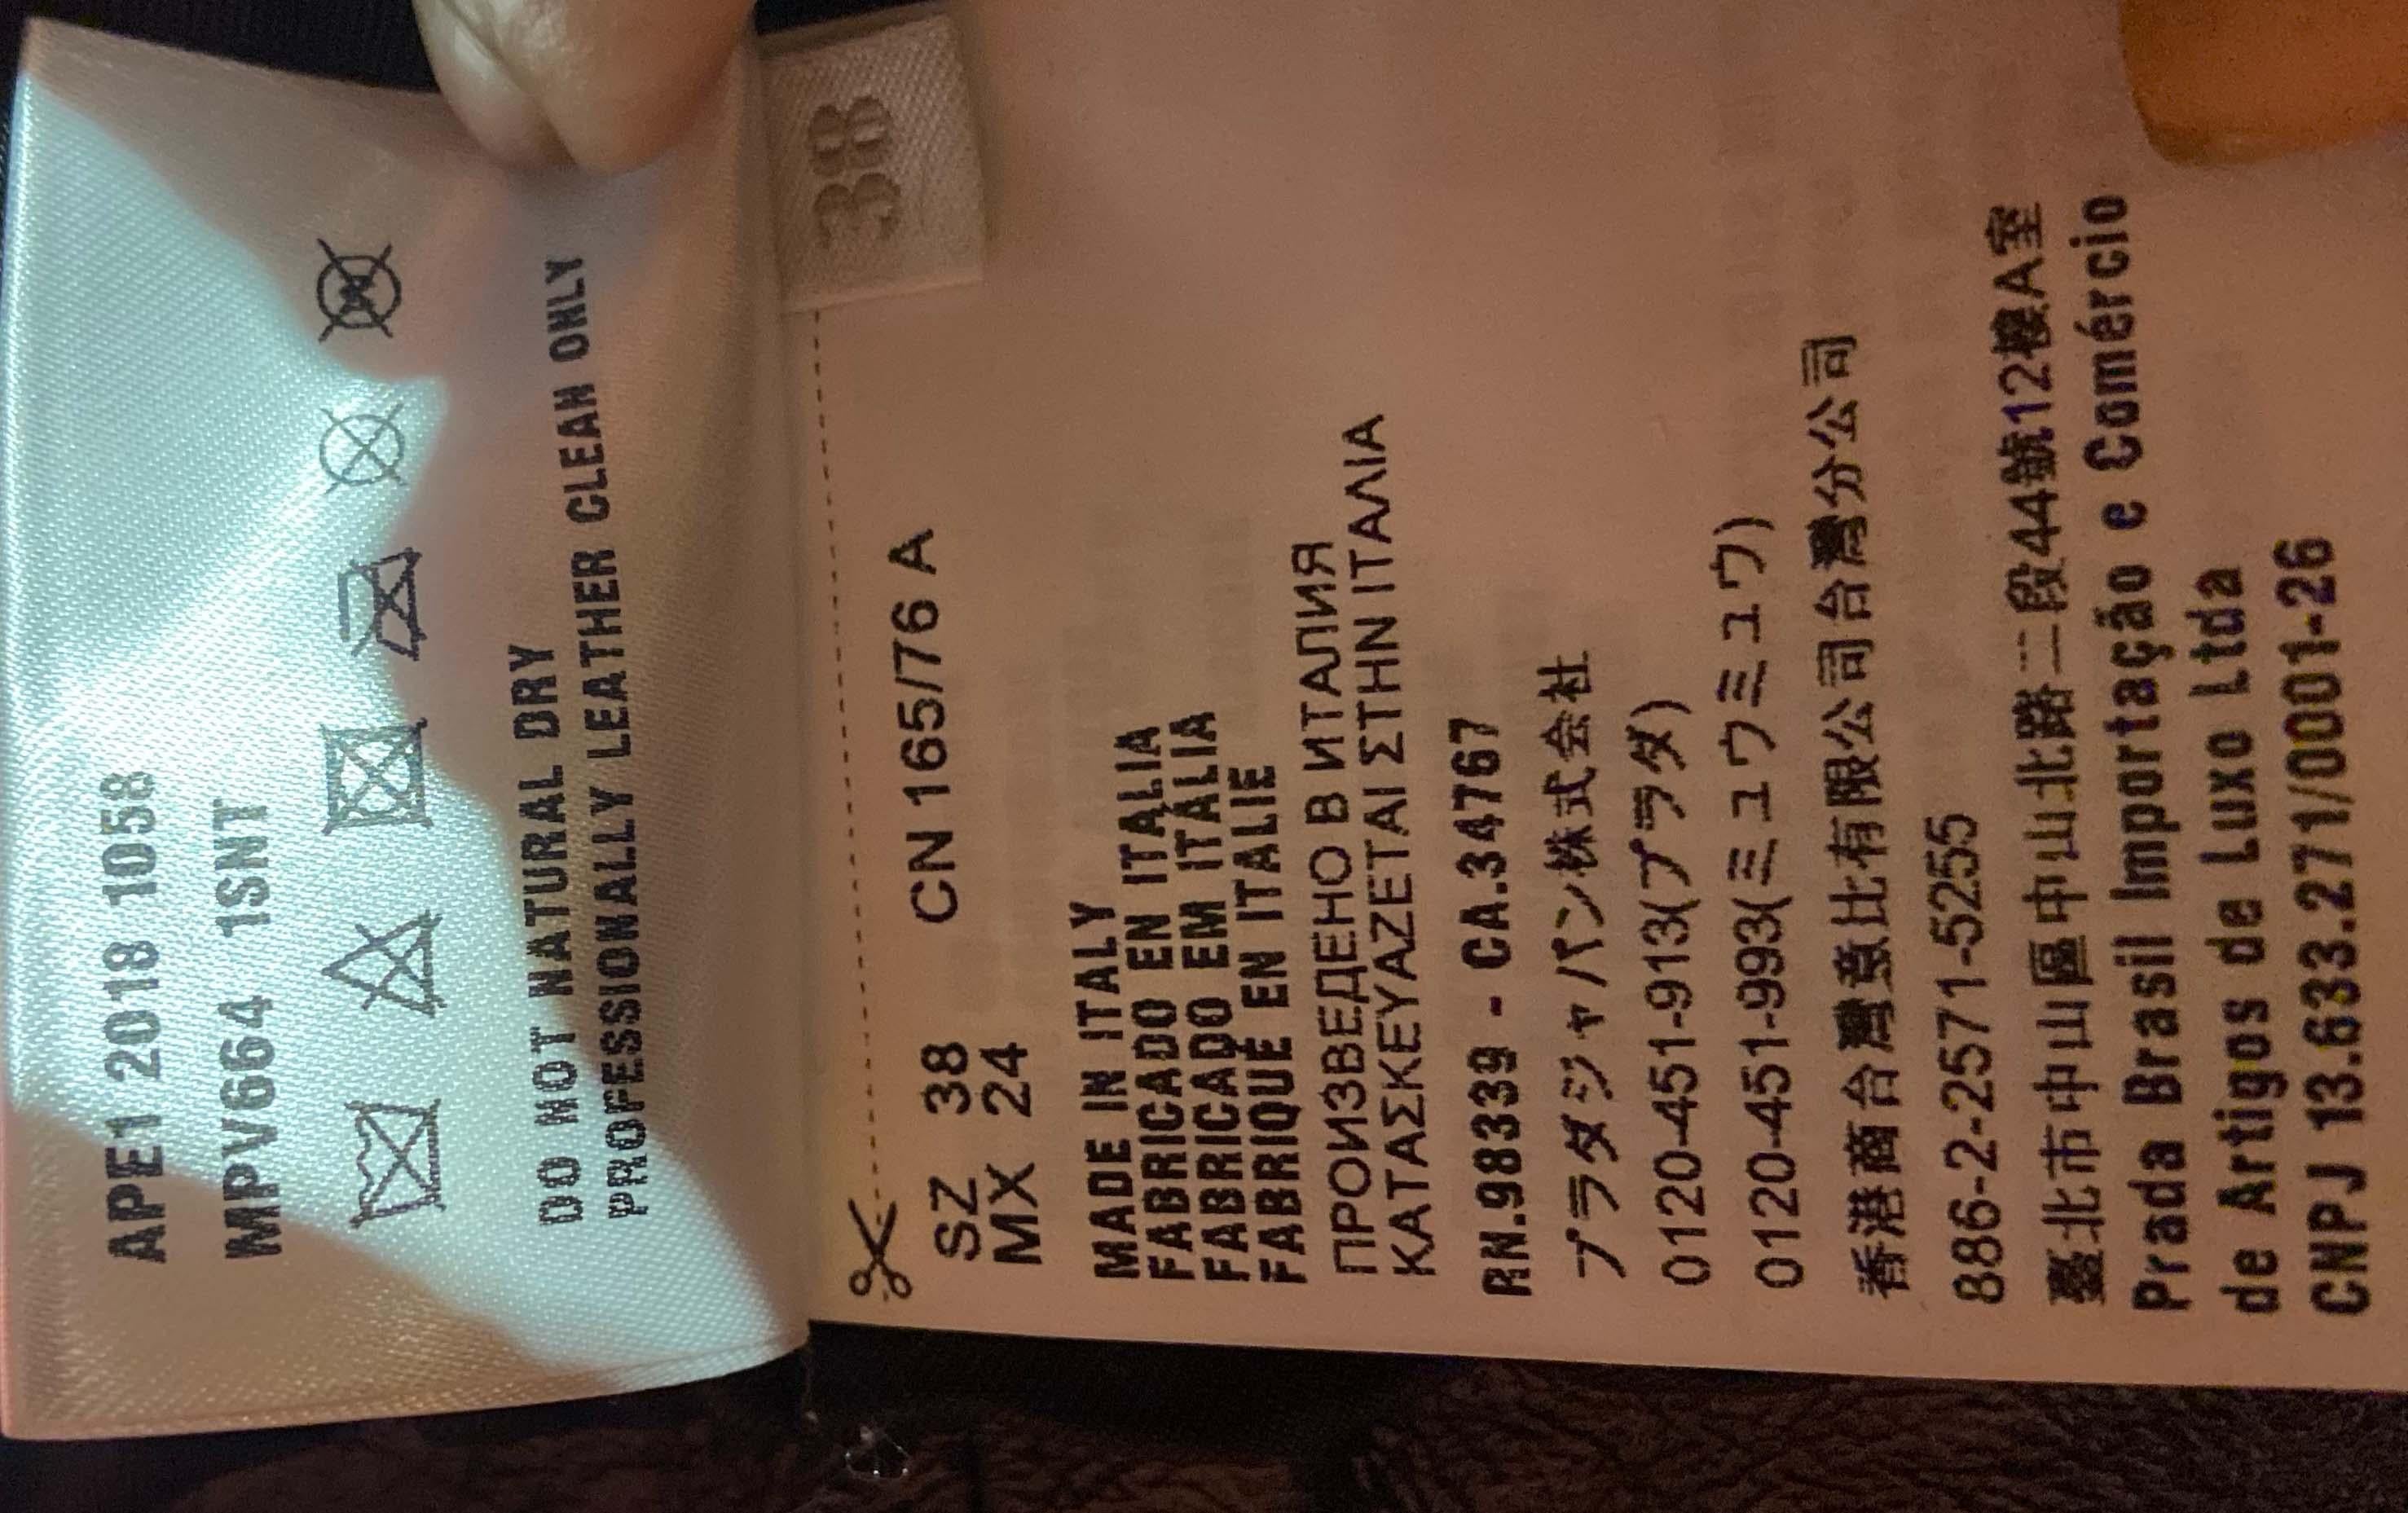 APE1 2018 1058
MPV664 1SNT
DO NOT NATURAL DRY
PROFESSIONALLY LEATHER CLEAN ONLY
38
SZ 38 CN 165/76 A
MX 24
MADE IN ITALY
FABRICADO EN ITALIA
FABRICADO EM ITÁLIA
FABRIQUÉ EN ITALIE
ПРОИЗВЕДЕНО В ИТАЛИЯ
ΚΑΤΑΣΚΕΥΑΖΕΤΑΙ ΣΤΗΝ ΙΤΑΛΙΑ
RN.98339 - CA.34767
プラダジャパン株式会社
0120-451-913(プラダ)
0120-451-993(ミュウミュウ)
香港商台灣意比有限公司台灣分公司
886-2-2571-5255
臺北市中山區中山北路二段44號12樓A室
Prada Brasil Importação e Comércio
de Artigos de Luxo Ltda
CNPJ 13.633.271/0001-26